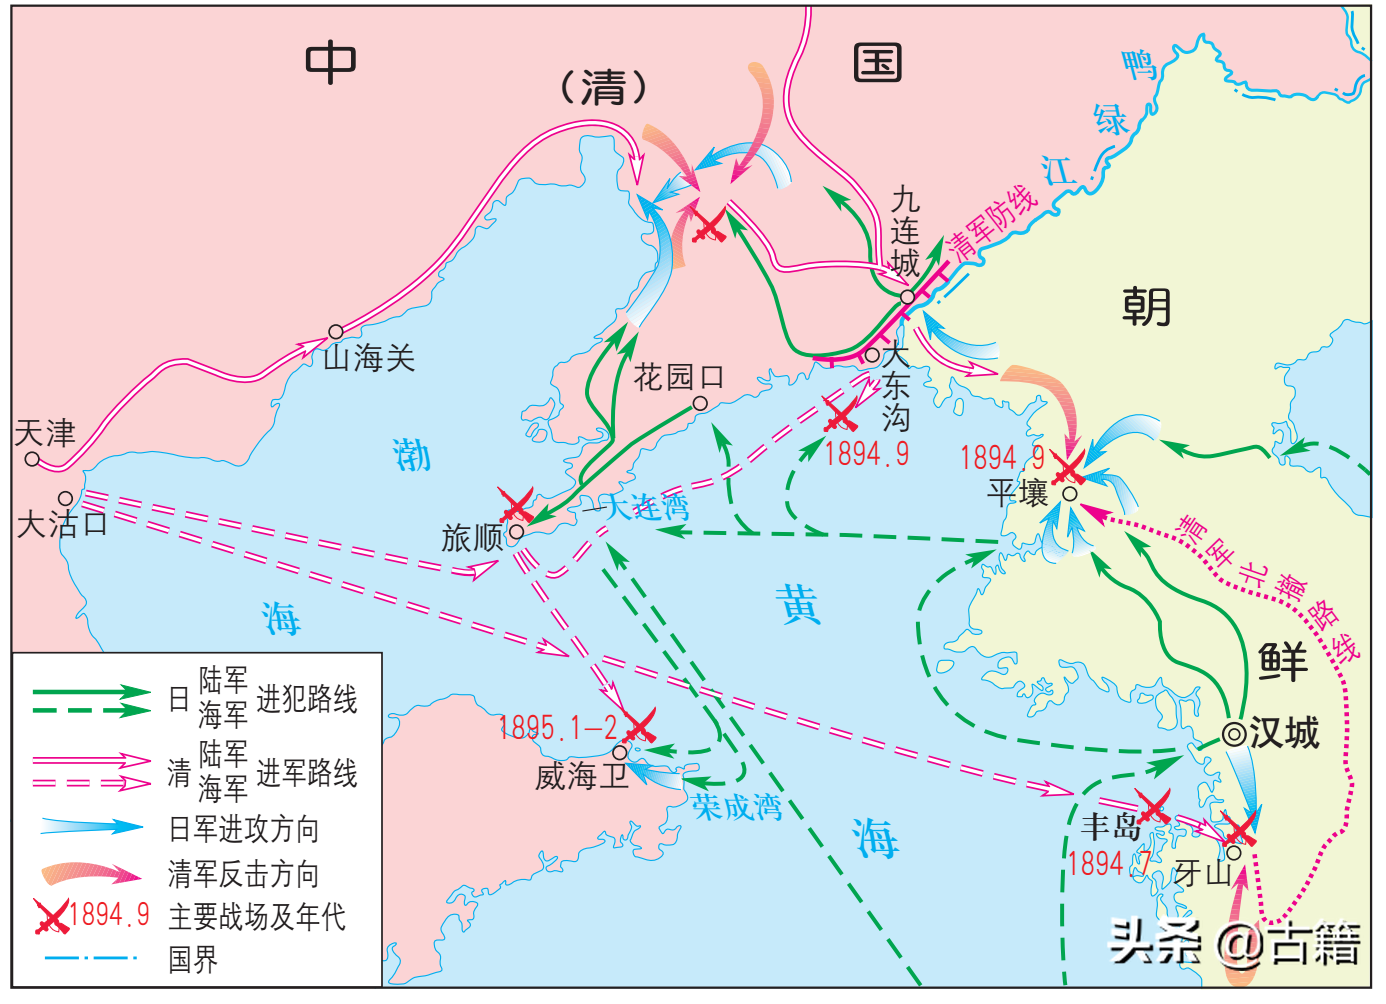 中
国
（清）
鸭
绿
江
清军防线
九连城
朝
山海关
花园口
大东沟
天津
渤
1894.9
1894.9
平壤
大沽口
大连湾
旅顺
清军北撤路线
海
黄
鲜
1895.1-2
汉城
威海卫
荣成湾
海
丰岛
1894.7
牙山
日 陆军 海军 进犯路线
清 陆军 海军 进军路线
日军进攻方向
清军反击方向
1894.9 主要战场及年代
国界
头条 @古籍